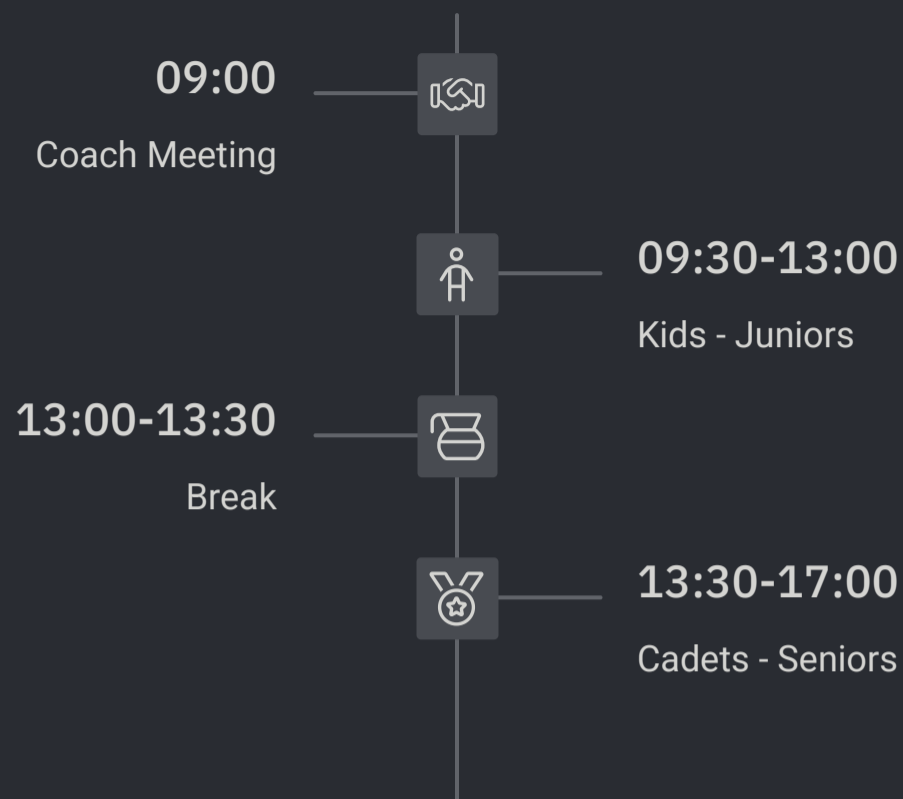 09:00
Coach Meeting
09:30-13:00
Kids - Juniors
13:00-13:30
Break
13:30-17:00
Cadets - Seniors